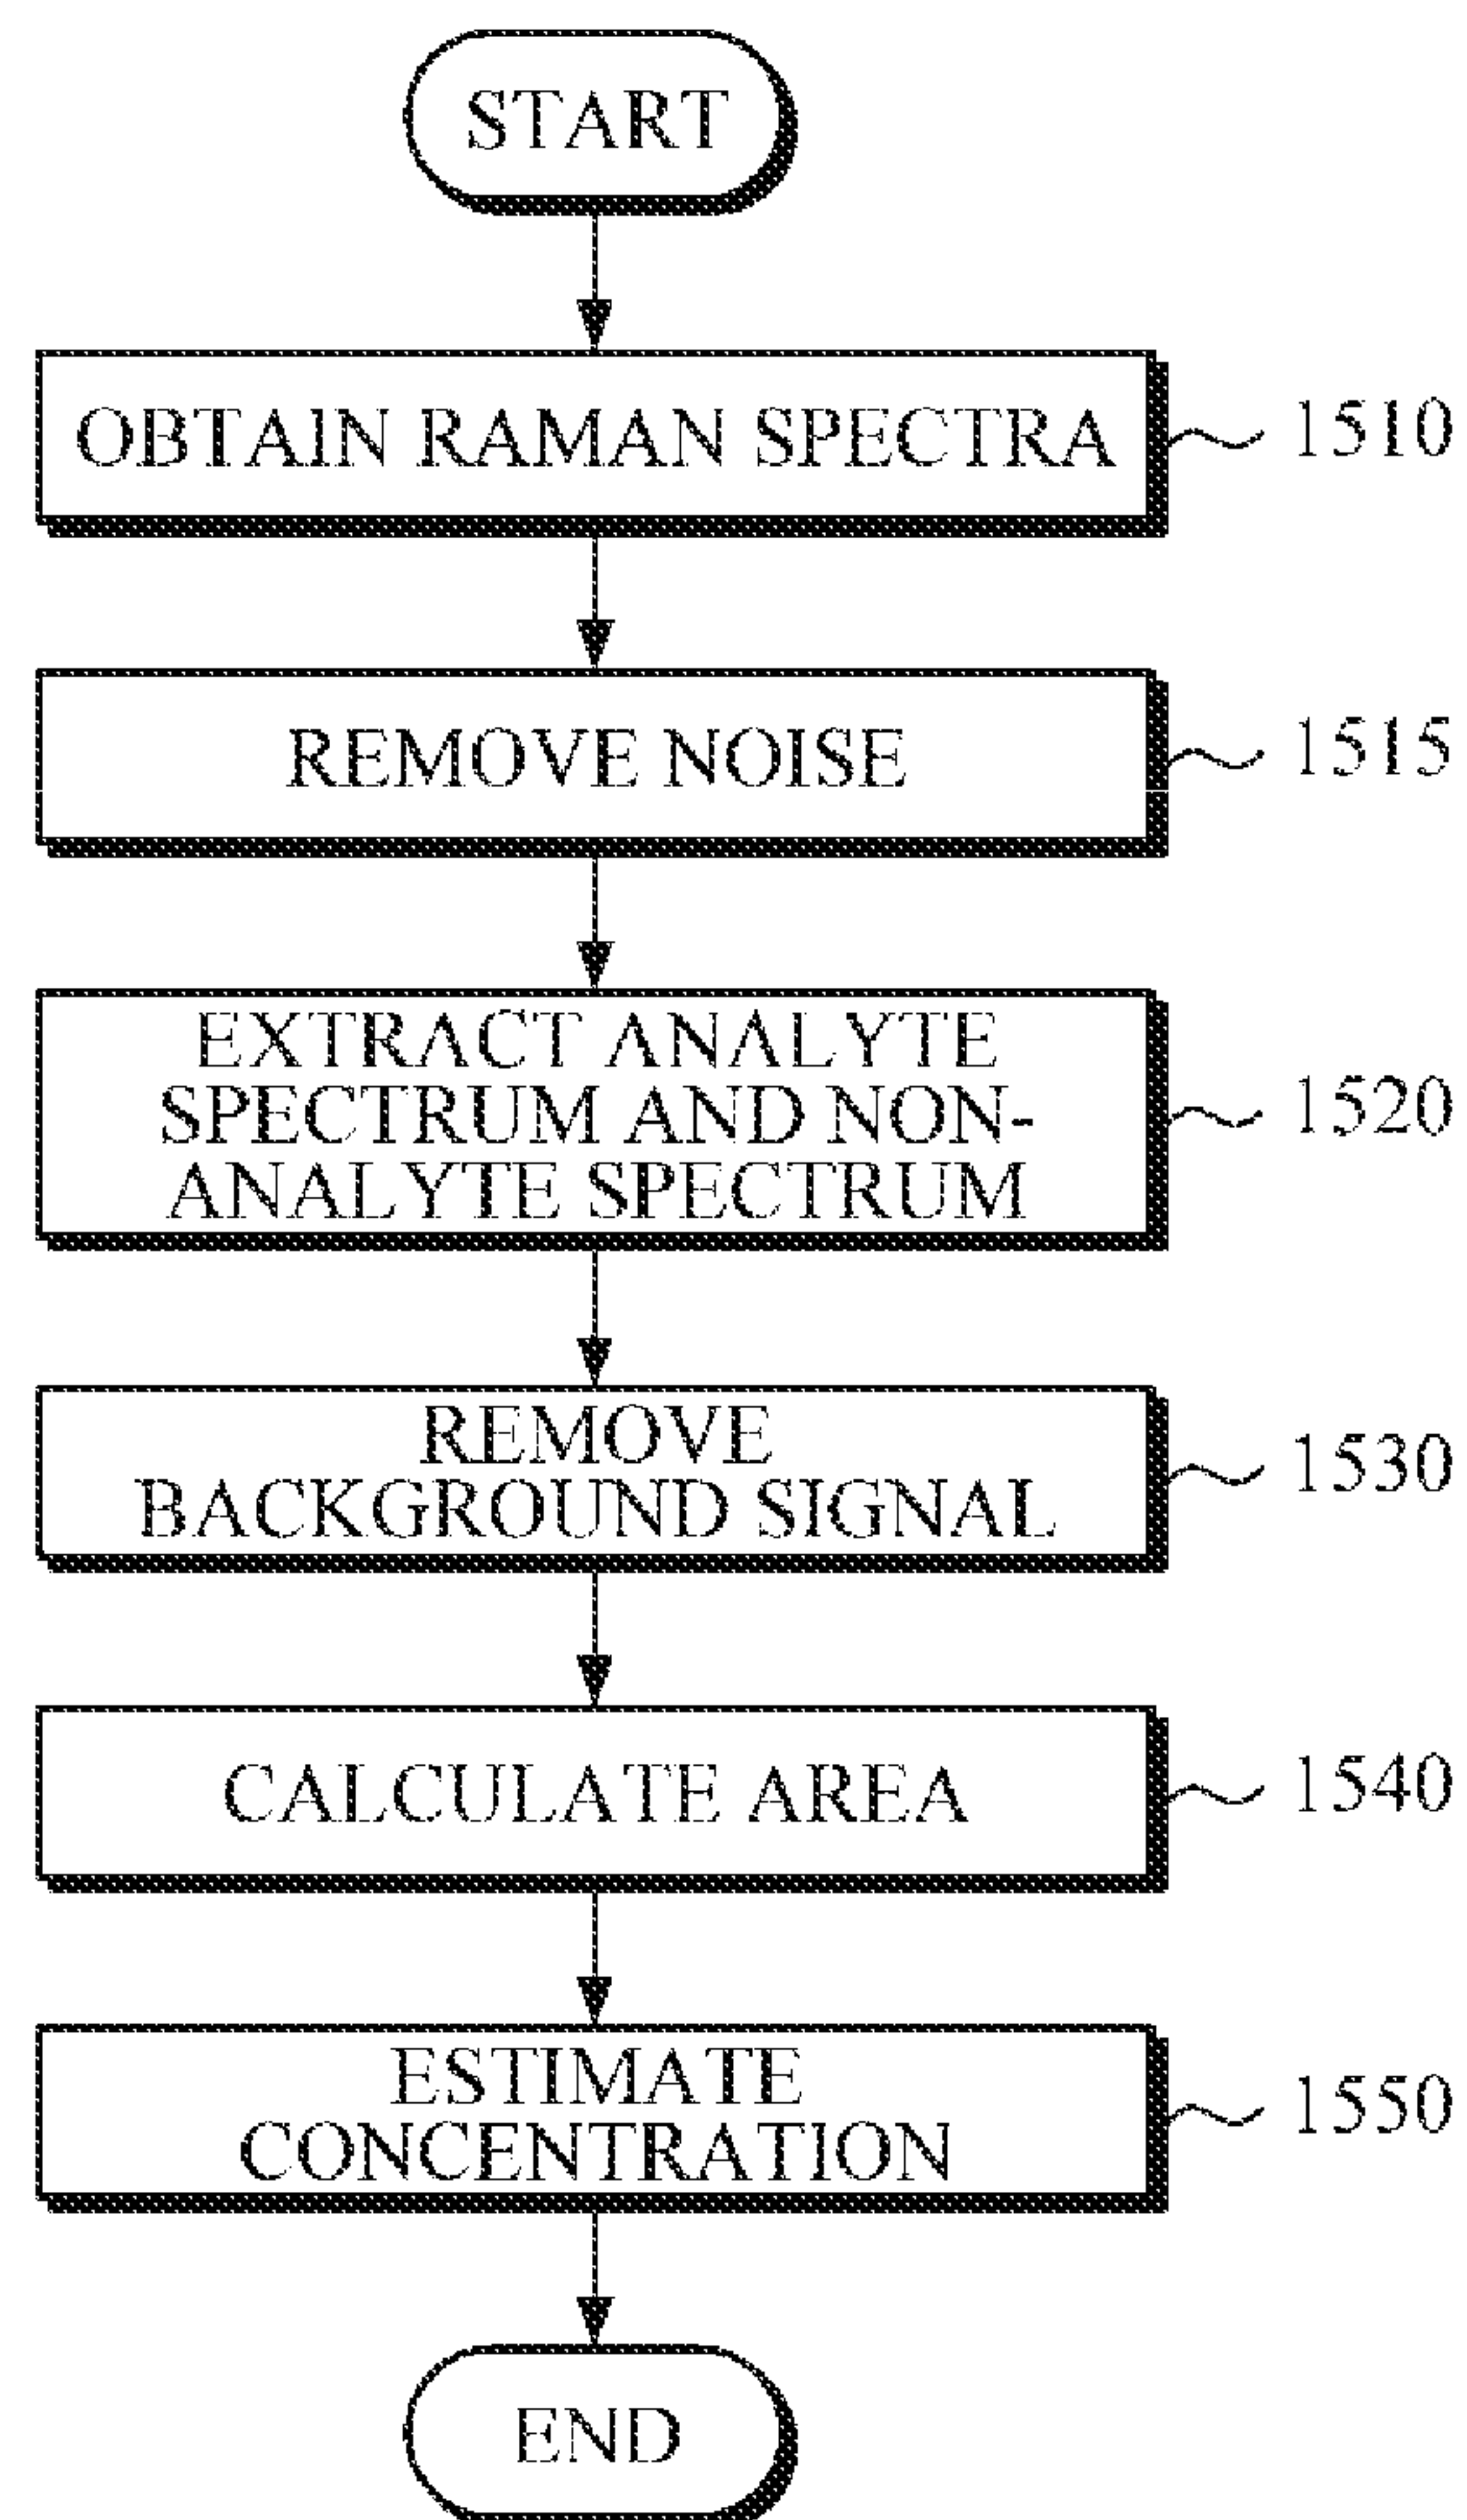 START
OBTAIN RAMAN SPECTRA
1510
REMOVE NOISE
1515
EXTRACT ANALYTE
SPECTRUM AND NON-
ANALYTE SPECTRUM
1520
REMOVE
BACKGROUND SIGNAL
1530
CALCULATE AREA
1540
ESTIMATE
CONCENTRATION
1550
END